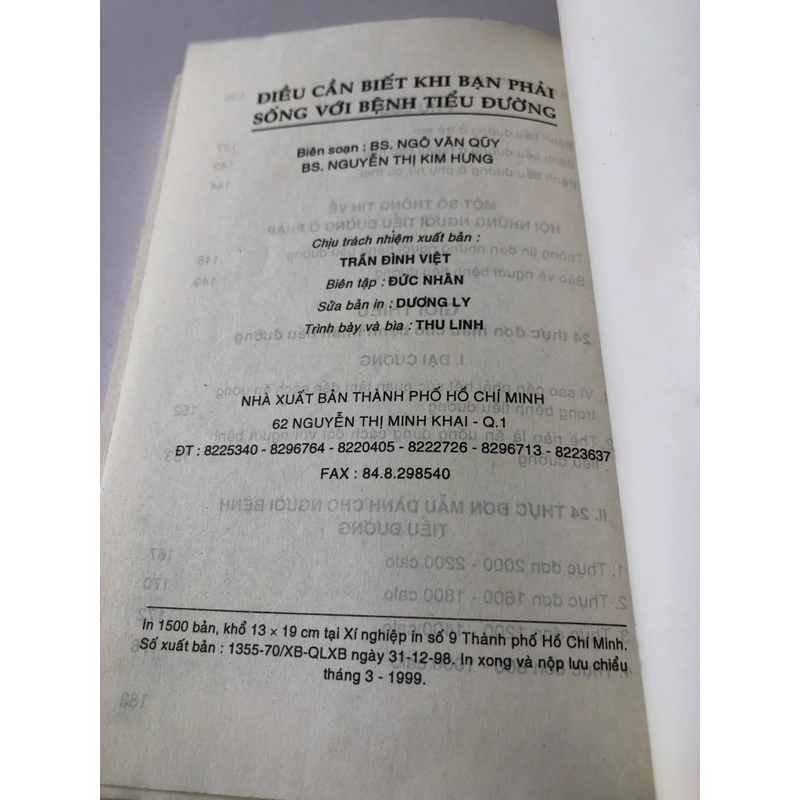 ĐIỀU CẦN BIẾT KHI BẠN PHẢI
SỐNG VỚI BỆNH TIỂU ĐƯỜNG
Biên soạn : BS. NGÔ VĂN QŨY
BS. NGUYỄN THỊ KIM HƯNG
Chịu trách nhiệm xuất bản :
TRẦN ĐÌNH VIỆT
Biên tập : ĐỨC NHÂN
Sửa bản in : DƯƠNG LY
Trình bày và bìa : THU LINH
NHÀ XUẤT BẢN THÀNH PHỐ HỒ CHÍ MINH
62 NGUYỄN THỊ MINH KHAI - Q.1
ĐT : 8225340 - 8296764 - 8220405 - 8222726 - 8296713 - 8223637
FAX : 84.8.298540
In 1500 bản, khổ 13 × 19 cm tại Xí nghiệp in số 9 Thành phố Hồ Chí Minh.
Số xuất bản : 1355-70/XB-QLXB ngày 31-12-98. In xong và nộp lưu chiểu
tháng 3 - 1999.